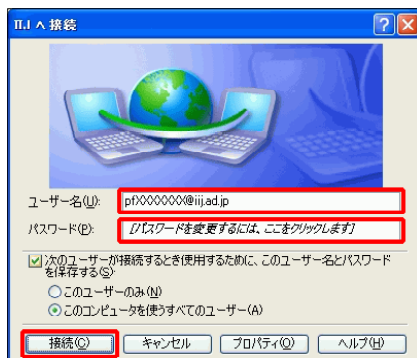 IIJ へ接続
ユーザー名(U):
pfXXXXXXX@iij.ad.jp
パスワード(P):
[パスワードを変更するには、ここをクリックします]
次のユーザーが接続するとき使用するために、このユーザー名とパスワード
を保存する(S):
このユーザーのみ(N)
このコンピュータを使うすべてのユーザー(A)
接続(C)
キャンセル
プロパティ(O)
ヘルプ(H)